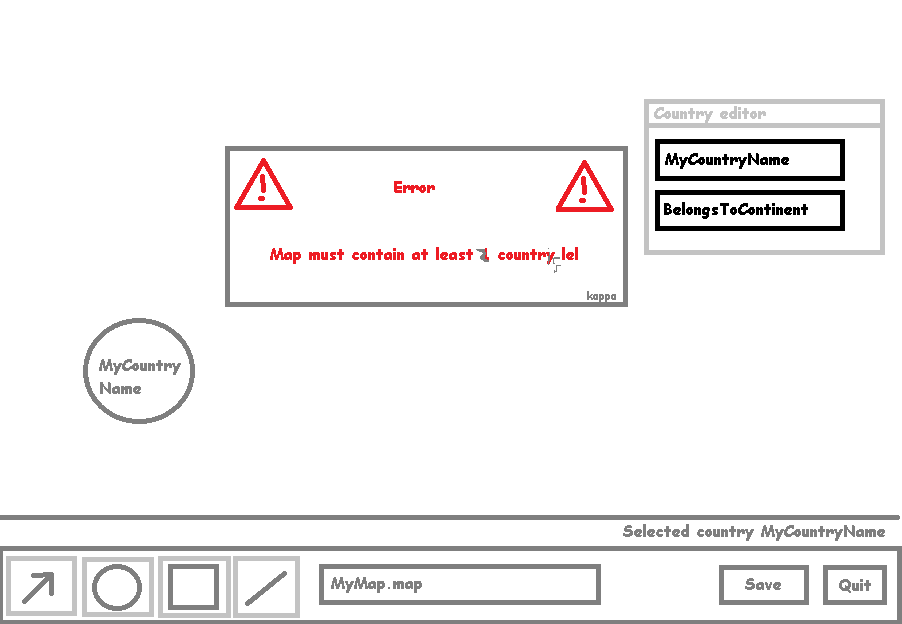 Country editor
MyCountryName
BelongsToContinent
Error
Map must contain at least country lel
kappa
MyCountry
Name
Selected country MyCountryName
MyMap.map
Save
Quit